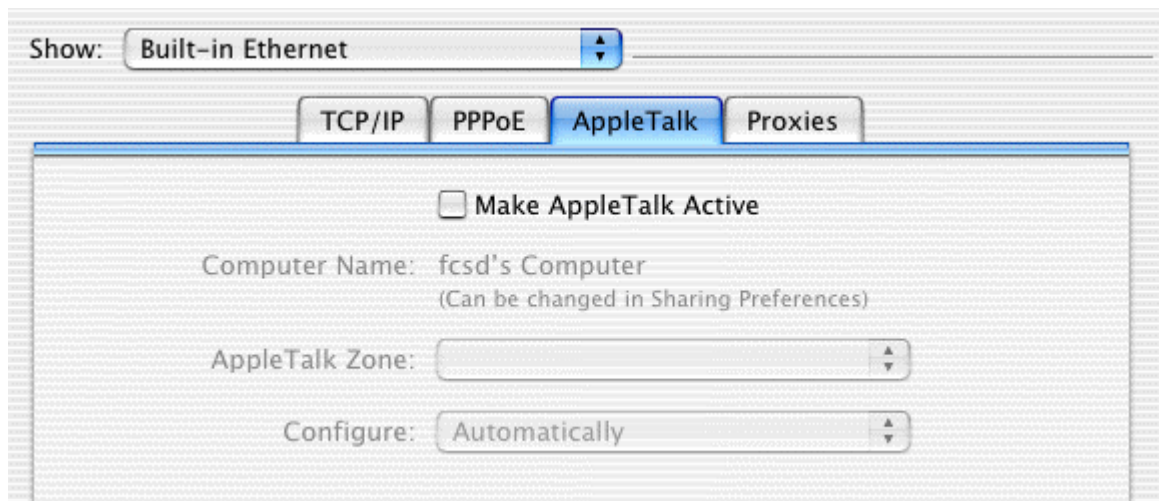 Show: Built-in Ethernet
TCP/IP PPPoE AppleTalk Proxies
Make AppleTalk Active
Computer Name: fcsd's Computer
(Can be changed in Sharing Preferences)
AppleTalk Zone:
Configure: Automatically